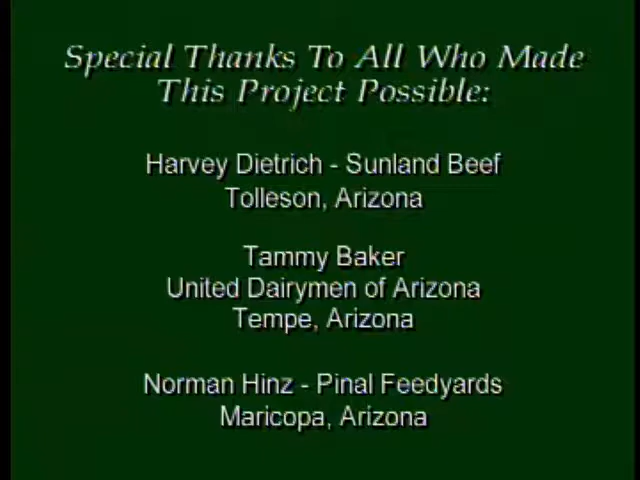 Special Thanks To All Who Made
This Project Possible:
Harvey Dietrich - Sunland Beef
Tolleson, Arizona
Tammy Baker
United Dairymen of Arizona
Tempe, Arizona
Norman Hinz - Pinal Feedyards
Maricopa, Arizona